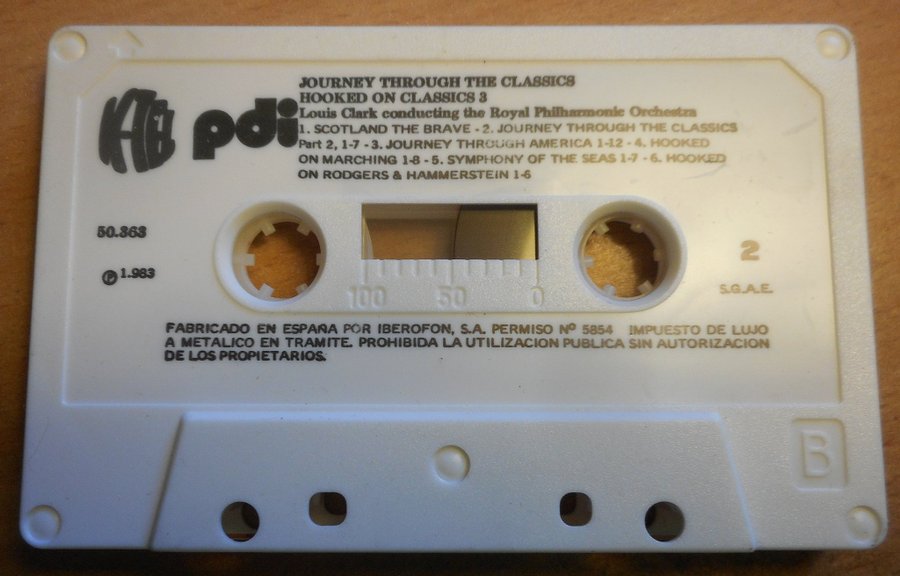 JOURNEY THROUGH THE CLASSICS
HOOKED ON CLASSICS 3
Louis Clark conducting the Royal Philharmonic Orchestra
1. SCOTLAND THE BRAVE - 2. JOURNEY THROUGH THE CLASSICS
Part 2, 1-7 - 3. JOURNEY THROUGH AMERICA 1-12 - 4. HOOKED
ON MARCHING 1-8 - 5. SYMPHONY OF THE SEAS 1-7 - 6. HOOKED
ON RODGERS & HAMMERSTEIN 1-6
pdi
50.363
℗ 1.983
2
S.G.A.E.
100 50 0
FABRICADO EN ESPAÑA POR IBEROFON, S.A. PERMISO Nº 5854 IMPUESTO DE LUJO
A METALICO EN TRAMITE. PROHIBIDA LA UTILIZACION PUBLICA SIN AUTORIZACION
DE LOS PROPIETARIOS.
B